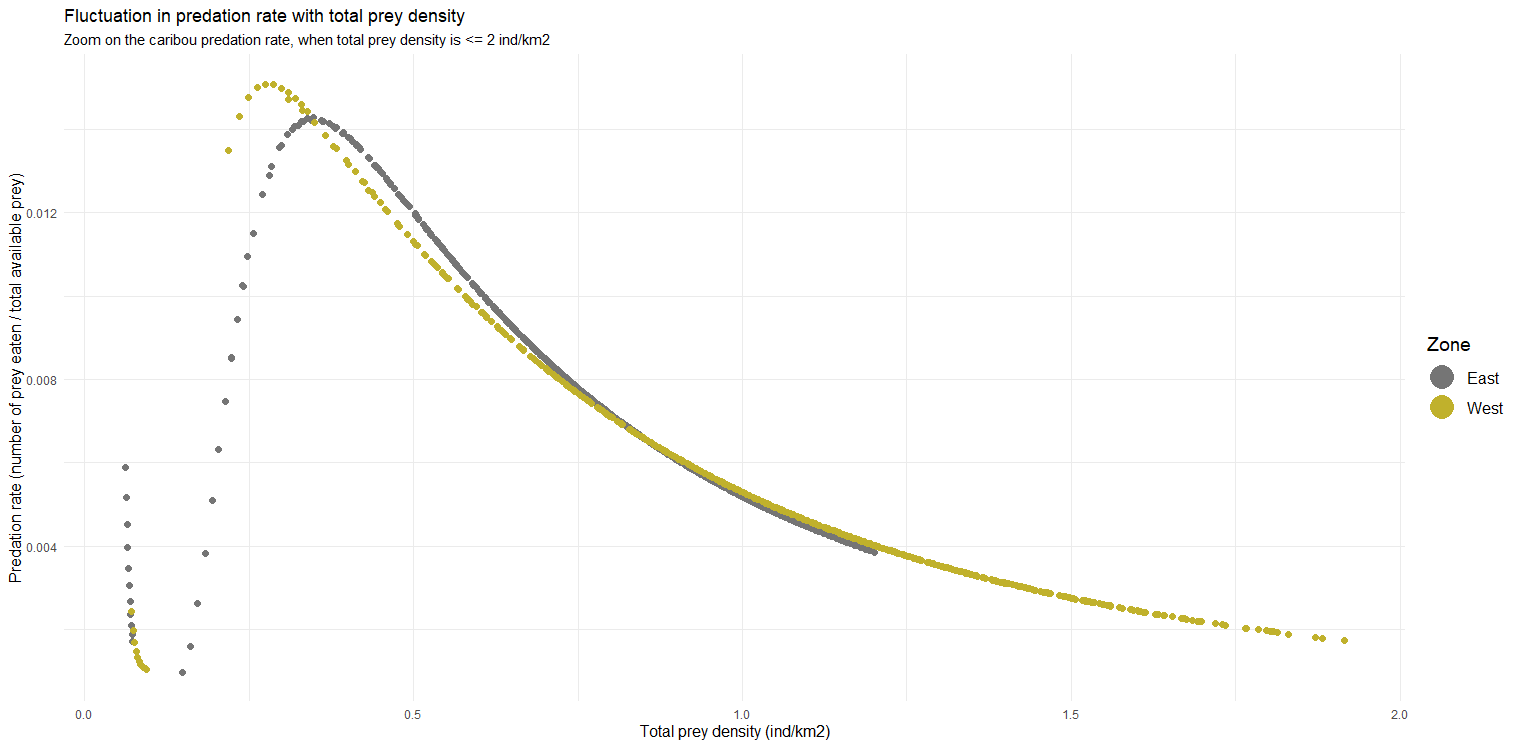 Fluctuation in predation rate with total prey density
Zoom on the caribou predation rate, when total prey density is <= 2 ind/km2
Predation rate (number of prey eaten / total available prey)
0.012
0.008
0.004
0.0
0.5
1.0
1.5
2.0
Total prey density (ind/km2)
Zone
East
West